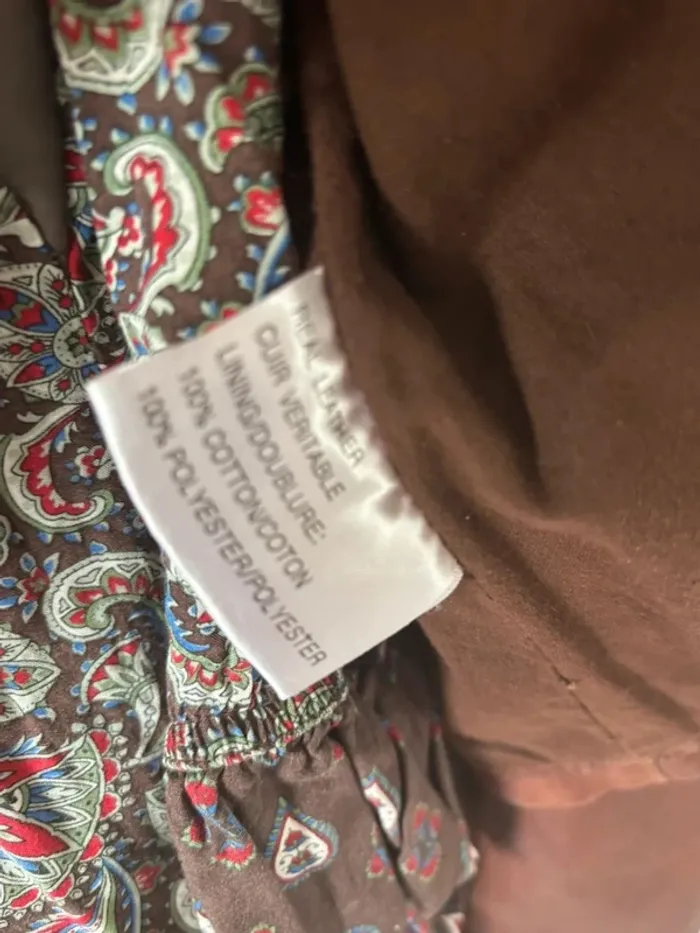 REAL LEATHER
CUIR VERITABLE
LINING/DOUBLURE:
100% COTTON/COTON
100% POLYESTER/POLYESTER